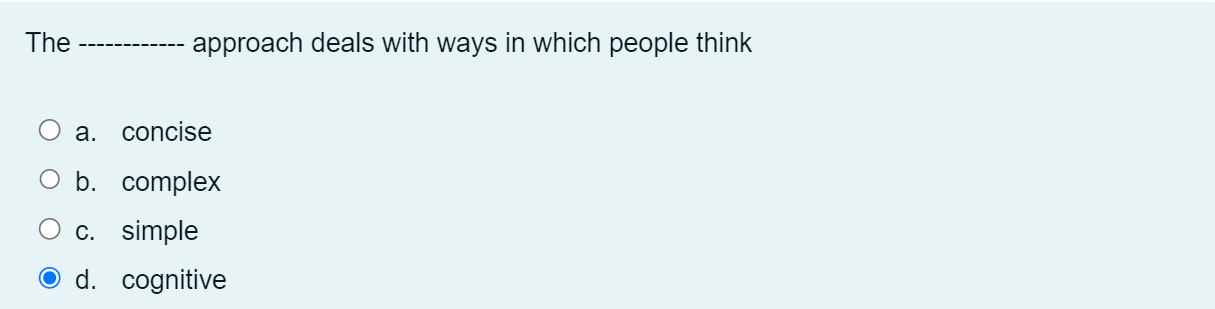 The ------------ approach deals with ways in which people think
a. concise
b. complex
c. simple
d. cognitive